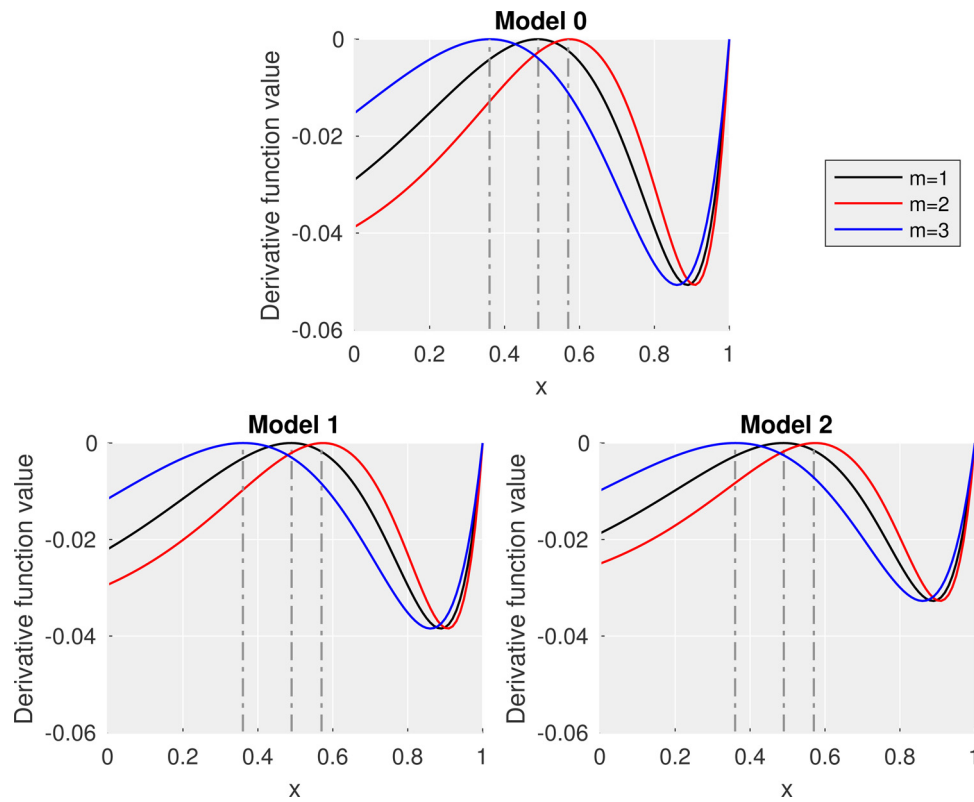 Model 0
Derivative function value
0
-0.02
-0.04
-0.06
0 0.2 0.4 0.6 0.8 1
x
m=1
m=2
m=3
Model 1
Derivative function value
0
-0.02
-0.04
-0.06
0 0.2 0.4 0.6 0.8 1
x
Model 2
Derivative function value
0
-0.02
-0.04
-0.06
0 0.2 0.4 0.6 0.8 1
x